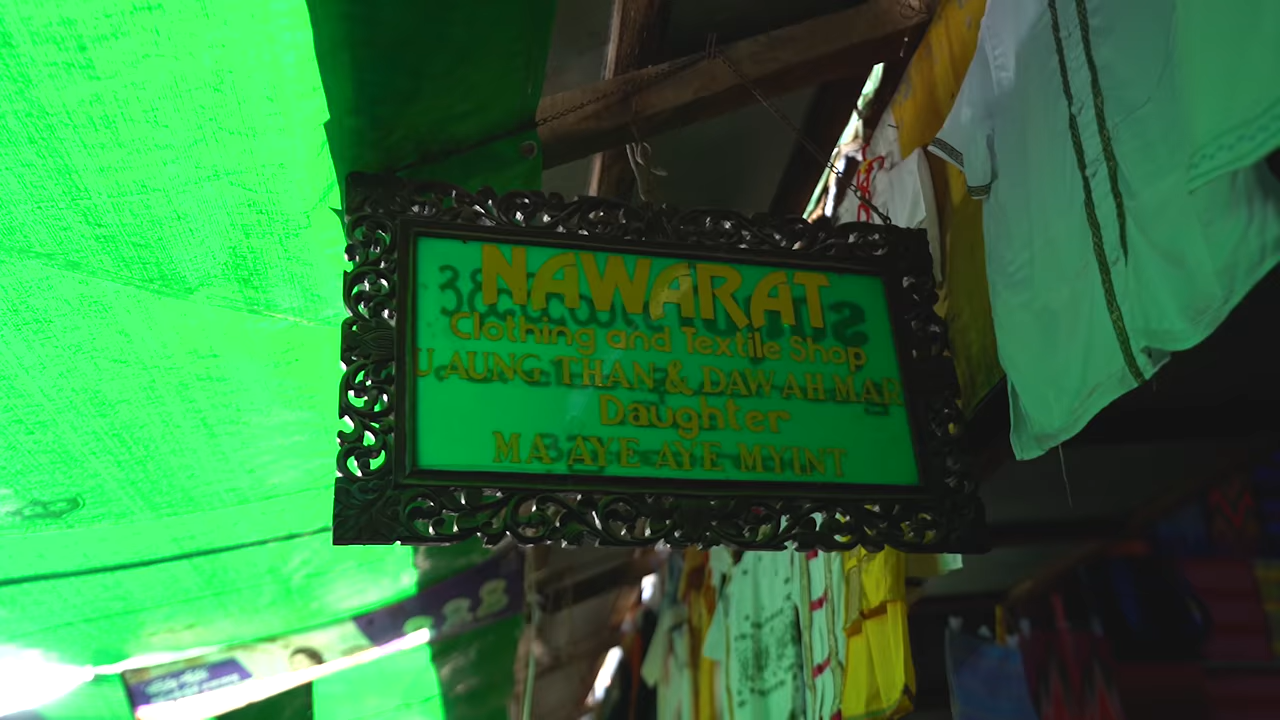 NAWARAT
Clothing and Textile Shop
U AUNG THAN & DAW AH MAR
Daughter
MA AYE AYE MYINT